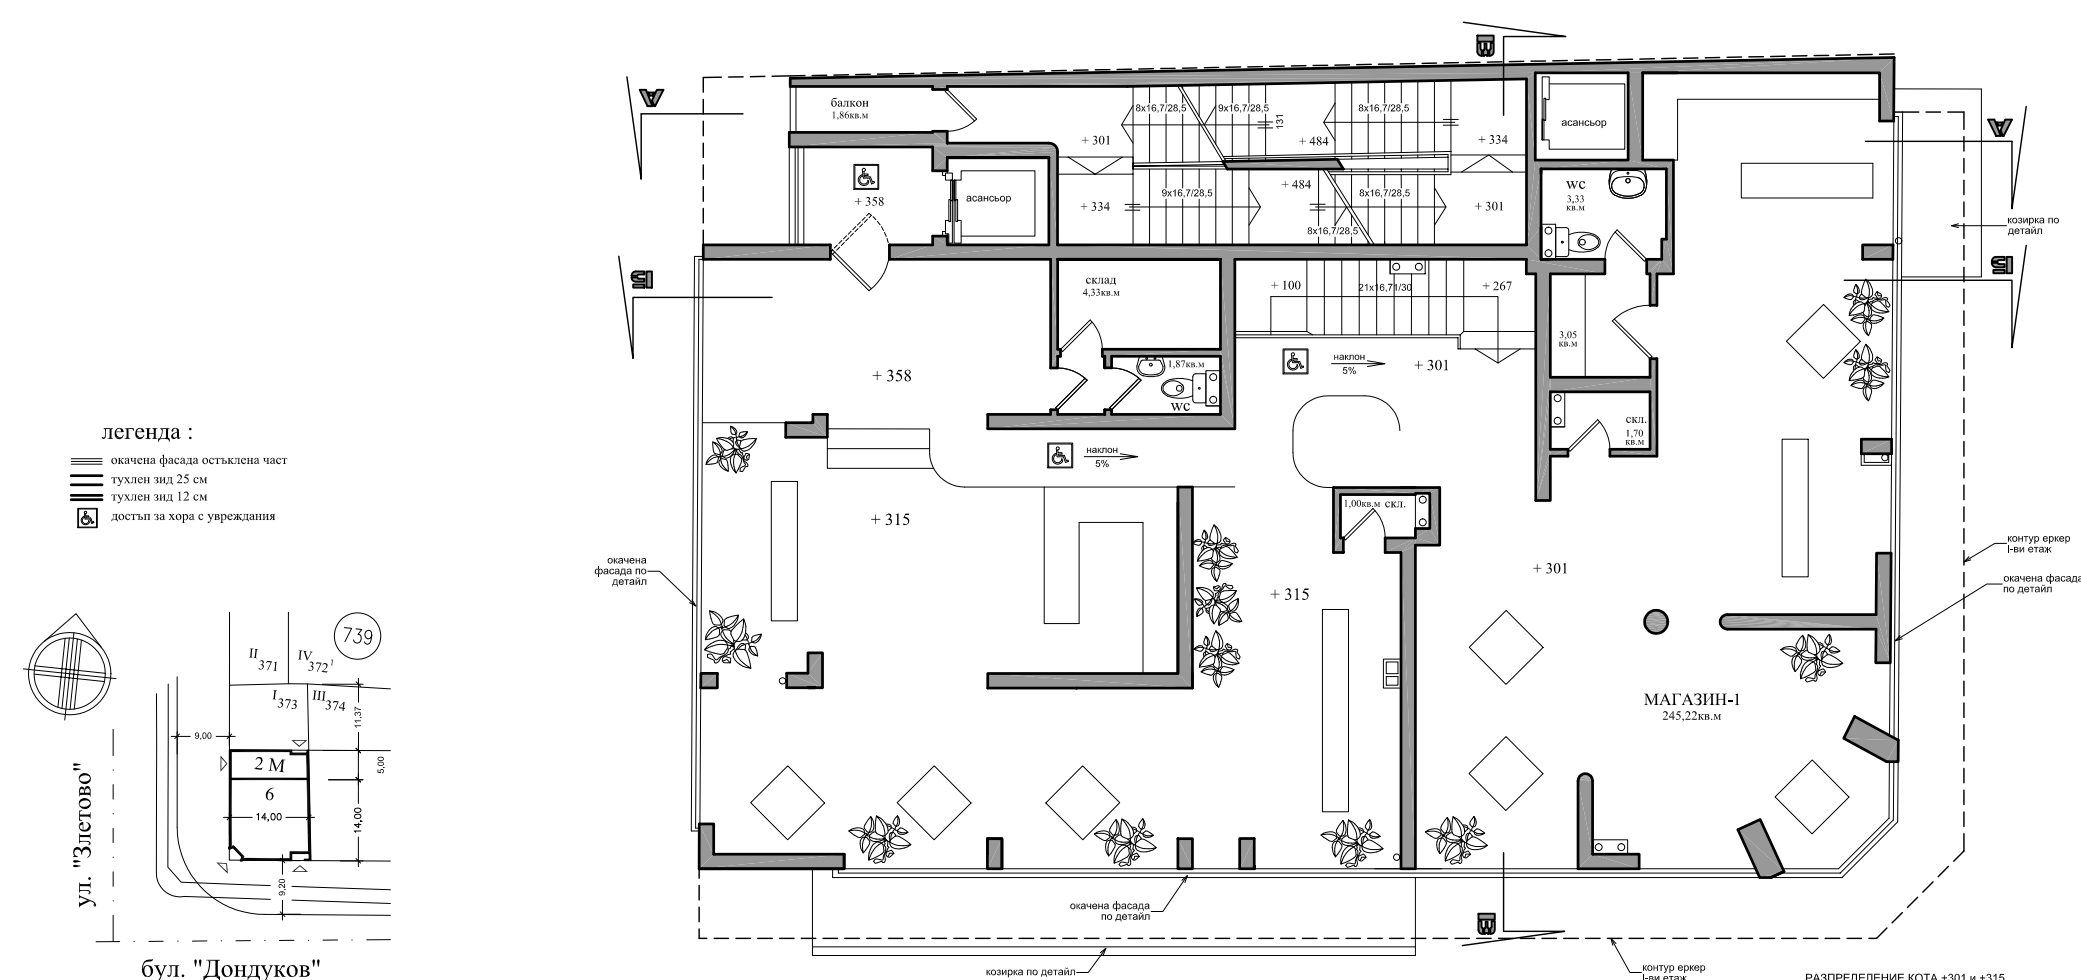 балкон
1,86кв.м
+ 301
8x16,7/28,5
9x16,7/28,5
131
8x16,7/28,5
+ 484
+ 334
асансьор
+ 358
асансьор
+ 334
9x16,7/28,5
+ 484
8x16,7/28,5
8x16,7/28,5
+ 301
wc
3,33
кв.м
козирка по
детайл
склад
4,33кв.м
+ 100
21x16,71/30
+ 267
3,05
кв.м
+ 358
1,87кв.м
wc
наклон
5%
+ 301
скл.
1,70
кв.м
наклон
5%
+ 315
1,00кв.м скл.
+ 315
+ 301
контур еркер
I-ви етаж
окачена фасада
по детайл
окачена
фасада по
детайл
МАГАЗИН-1
245,22кв.м
окачена фасада
по детайл
козирка по детайл
контур еркер
I-ви етаж
РАЗПРЕДЕЛЕНИЕ КОТА +301 и +315
легенда :
окачена фасада остъклена част
тухлен зид 25 см
тухлен зид 12 см
достъп за хора с увреждания
739
II 371
IV 372¹
I 373
III 374
11,37
9,00
5,00
2 М
6
14,00
14,00
9,20
ул. "Злетово"
бул. "Дондуков"